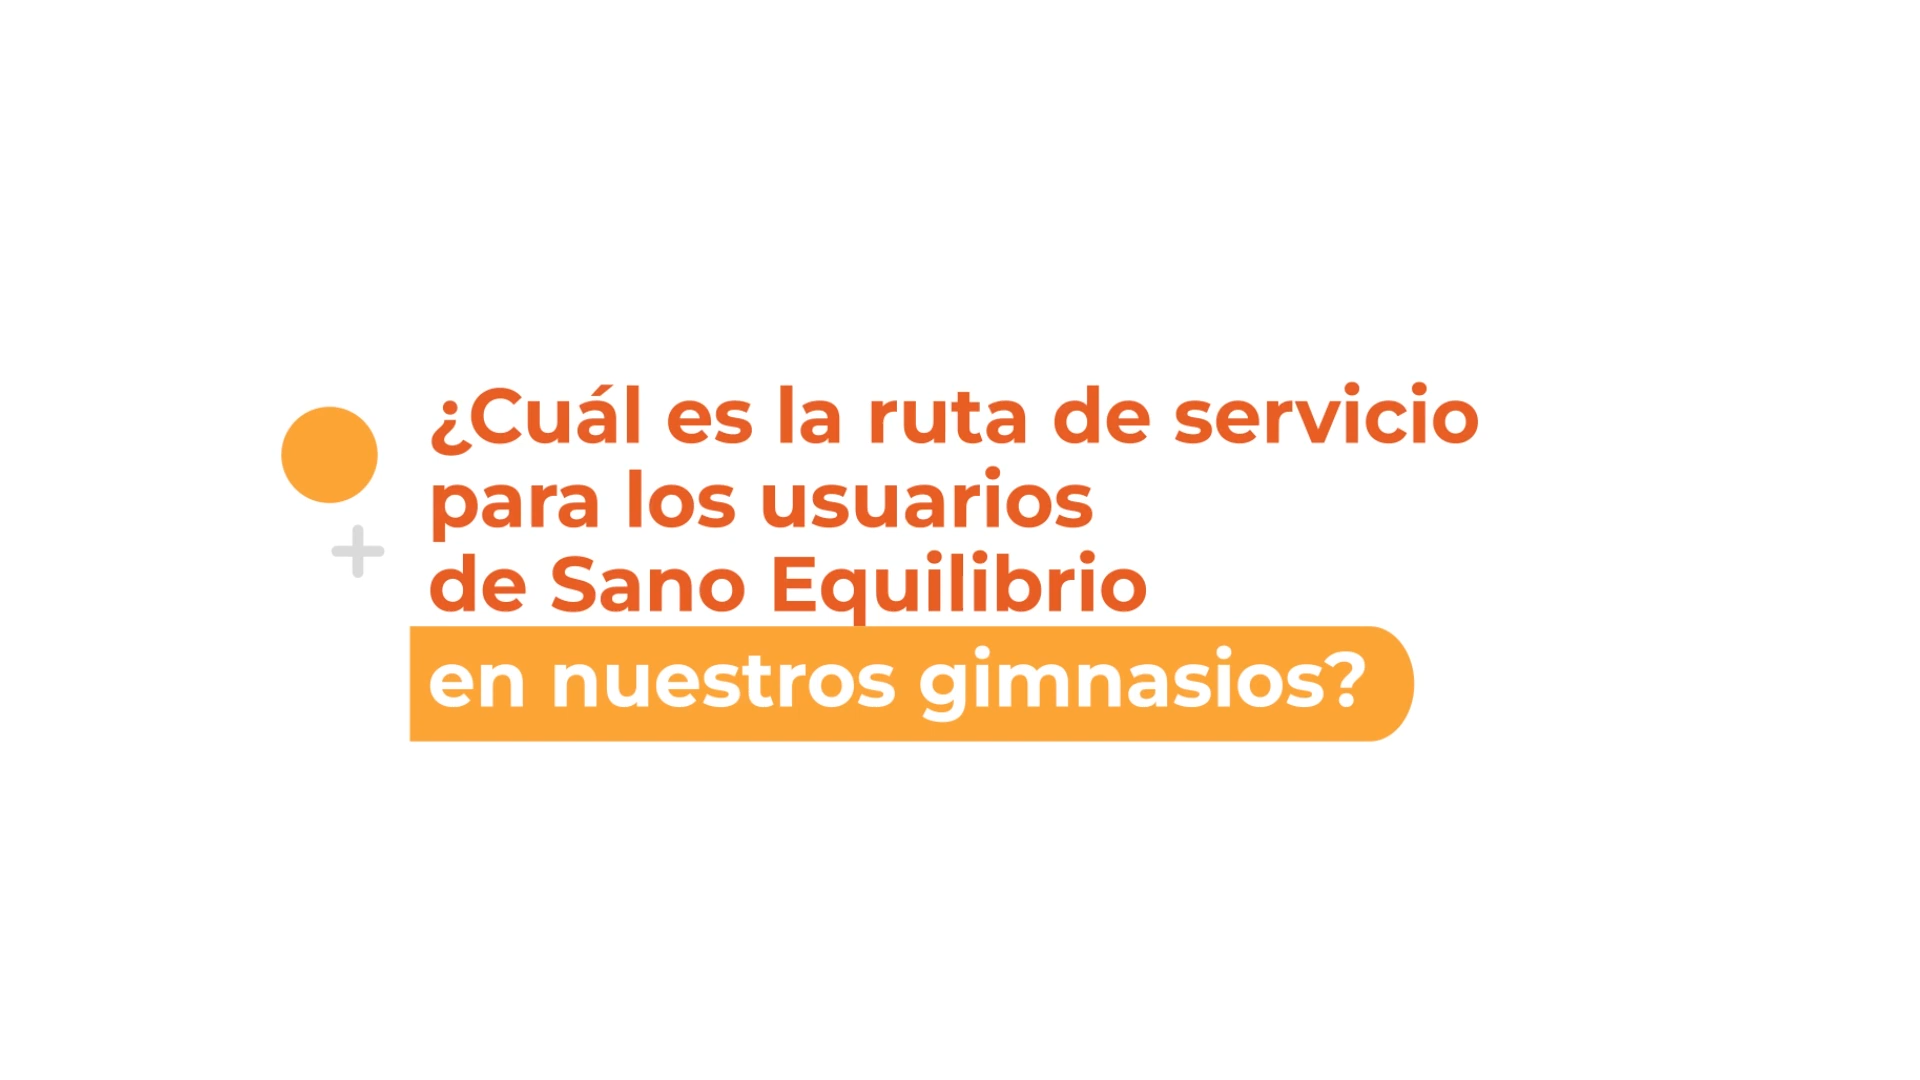 ¿Cuál es la ruta de servicio
para los usuarios
de Sano Equilibrio
en nuestros gimnasios?